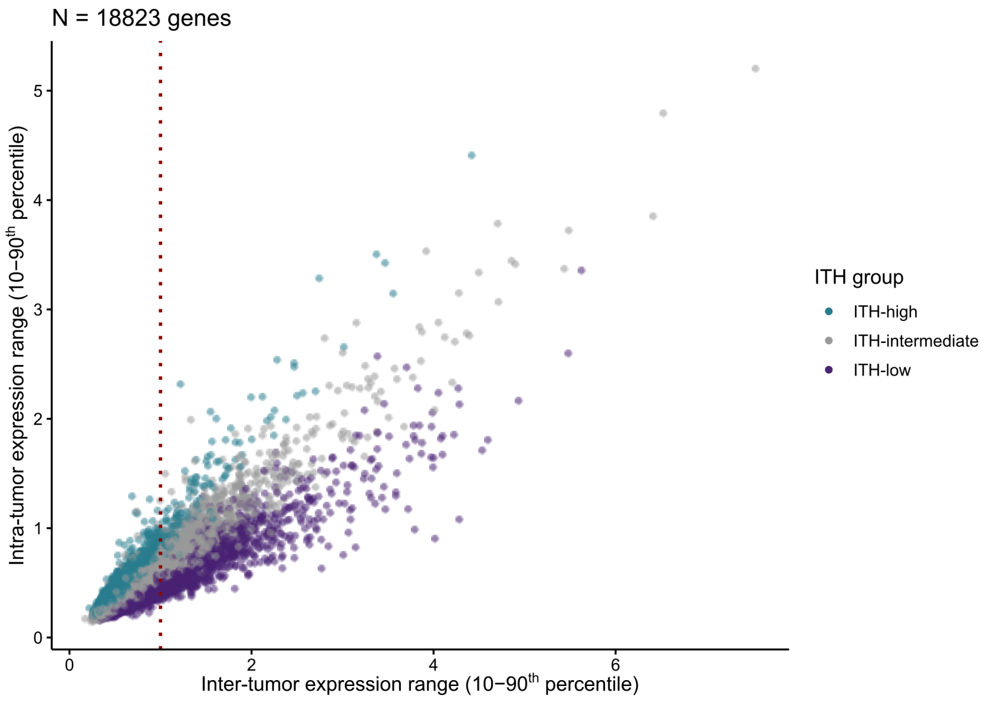 N = 18823 genes
Intra-tumor expression range (10−90th percentile)
5
4
3
2
1
0
0 2 4 6
Inter-tumor expression range (10−90th percentile)
ITH group
ITH-high
ITH-intermediate
ITH-low